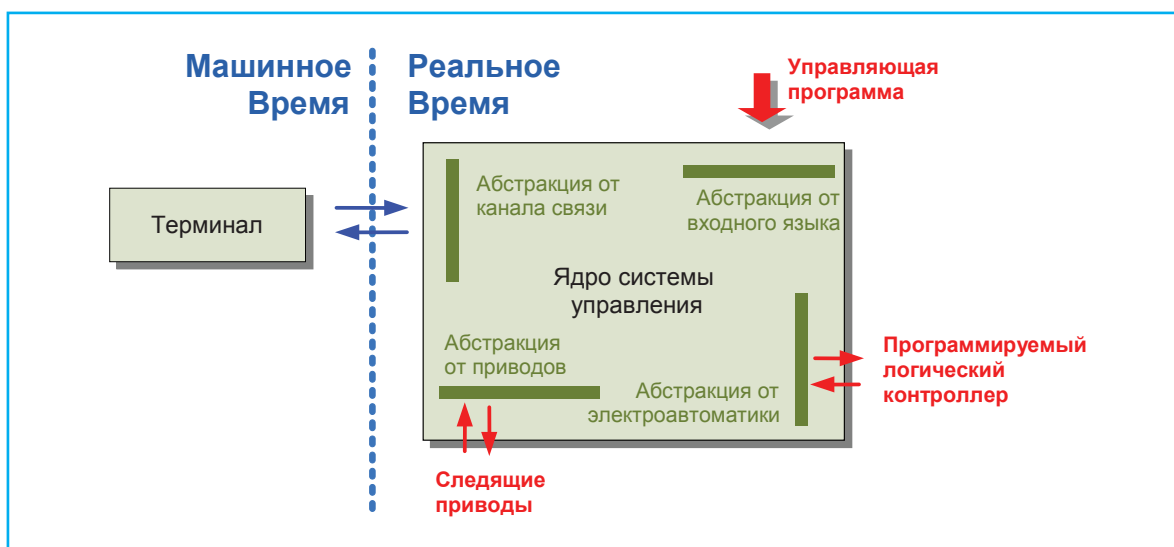 Машинное
Время
Реальное
Время
Управляющая
программа
Терминал
Абстракция от
канала связи
Абстракция от
входного языка
Ядро системы
управления
Абстракция
от приводов
Абстракция от
электроавтоматики
Программируемый
логический
контроллер
Следящие
приводы